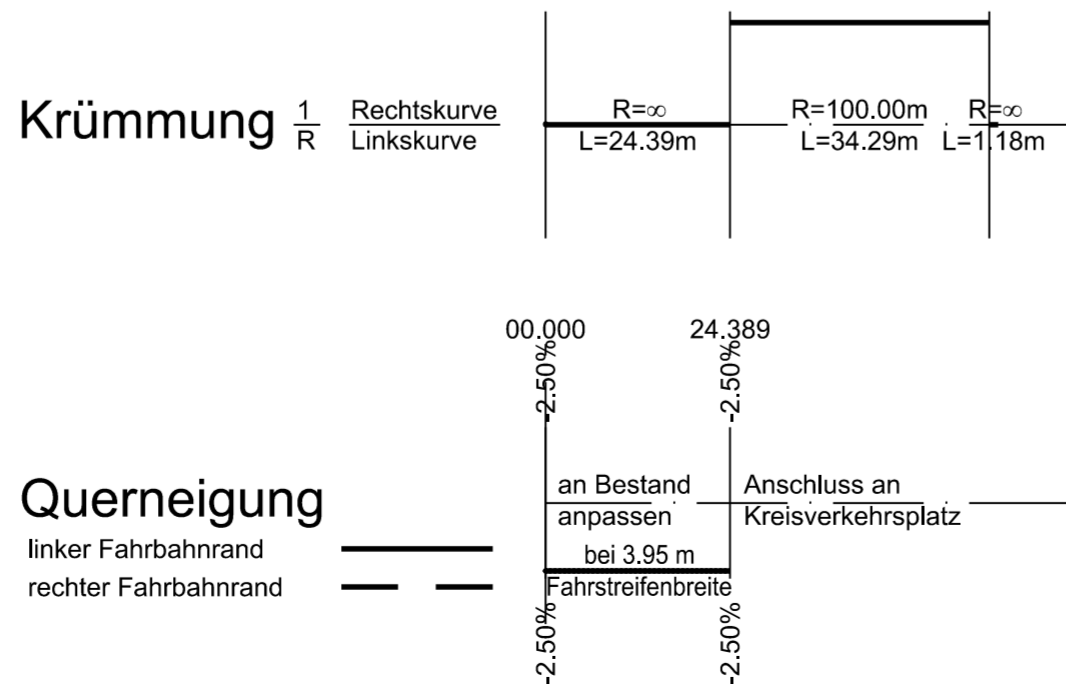 Krümmung 1/R Rechtskurve
Linkskurve
R=∞
L=24.39m
R=100.00m
L=34.29m
R=∞
L=1.18m
00.000
24.389
-2.50%
-2.50%
Querneigung
linker Fahrbahnrand
rechter Fahrbahnrand
an Bestand
anpassen
Anschluss an
Kreisverkehrsplatz
bei 3.95 m
Fahrstreifenbreite
-2.50%
-2.50%